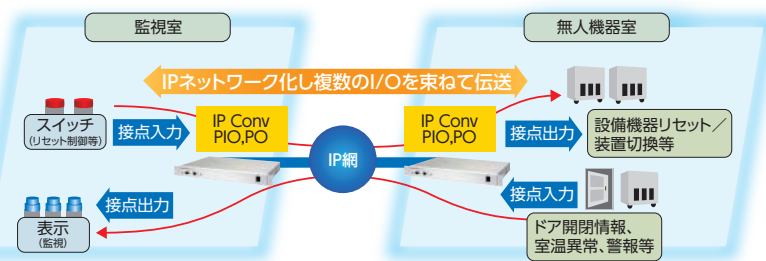 監視室
無人機器室
IPネットワーク化し複数のI/Oを束ねて伝送
スイッチ
(リセット制御等)
接点入力
IP Conv
PIO,PO
IP Conv
PIO,PO
接点出力
設備機器リセット/
装置切換等
IP網
接点出力
表示
(監視)
接点入力
ドア開閉情報、
室温異常、警報等